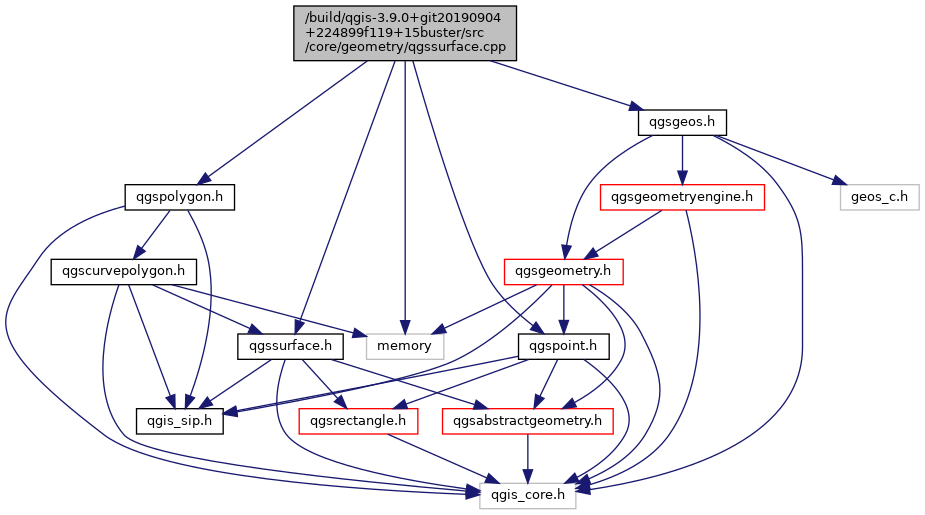 /build/qgis-3.9.0+git20190904
+224899f119+15buster/src
/core/geometry/qgssurface.cpp
qgsgeos.h
qgspolygon.h
qgsgeometryengine.h
geos_c.h
qgscurvepolygon.h
qgsgeometry.h
qgssurface.h
memory
qgspoint.h
qgis_sip.h
qgsrectangle.h
qgsabstractgeometry.h
qgis_core.h